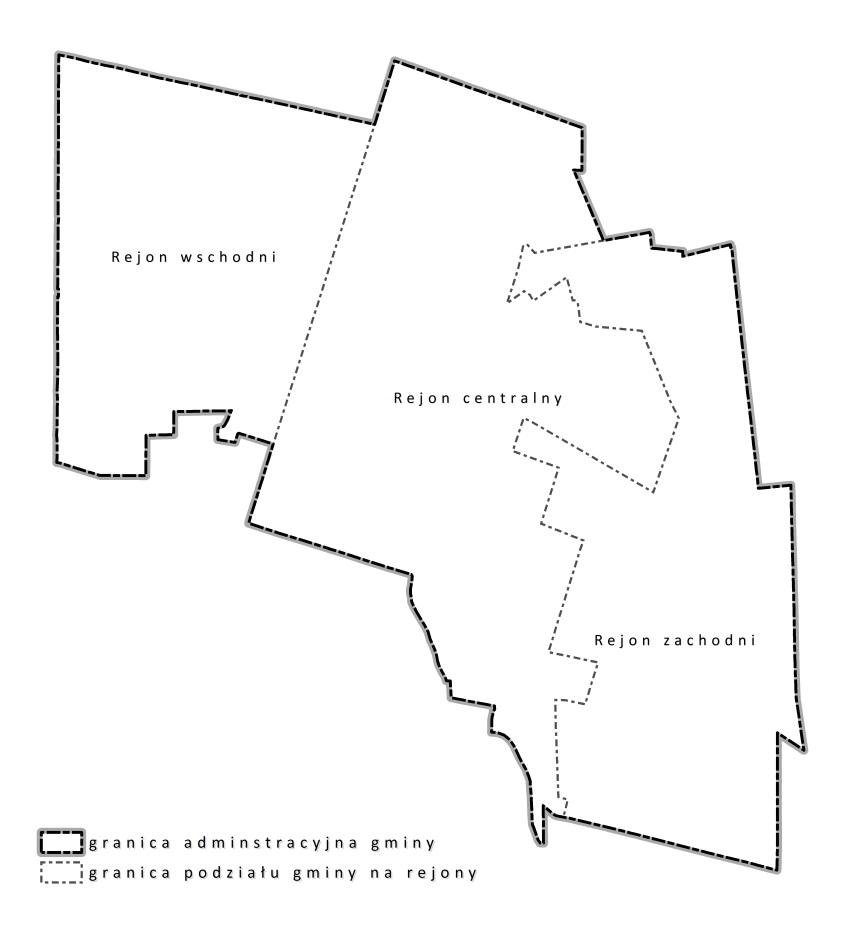 Rejon wschodni
Rejon centralny
Rejon zachodni
granica adminstracyjna gminy
granica podziału gminy na rejony